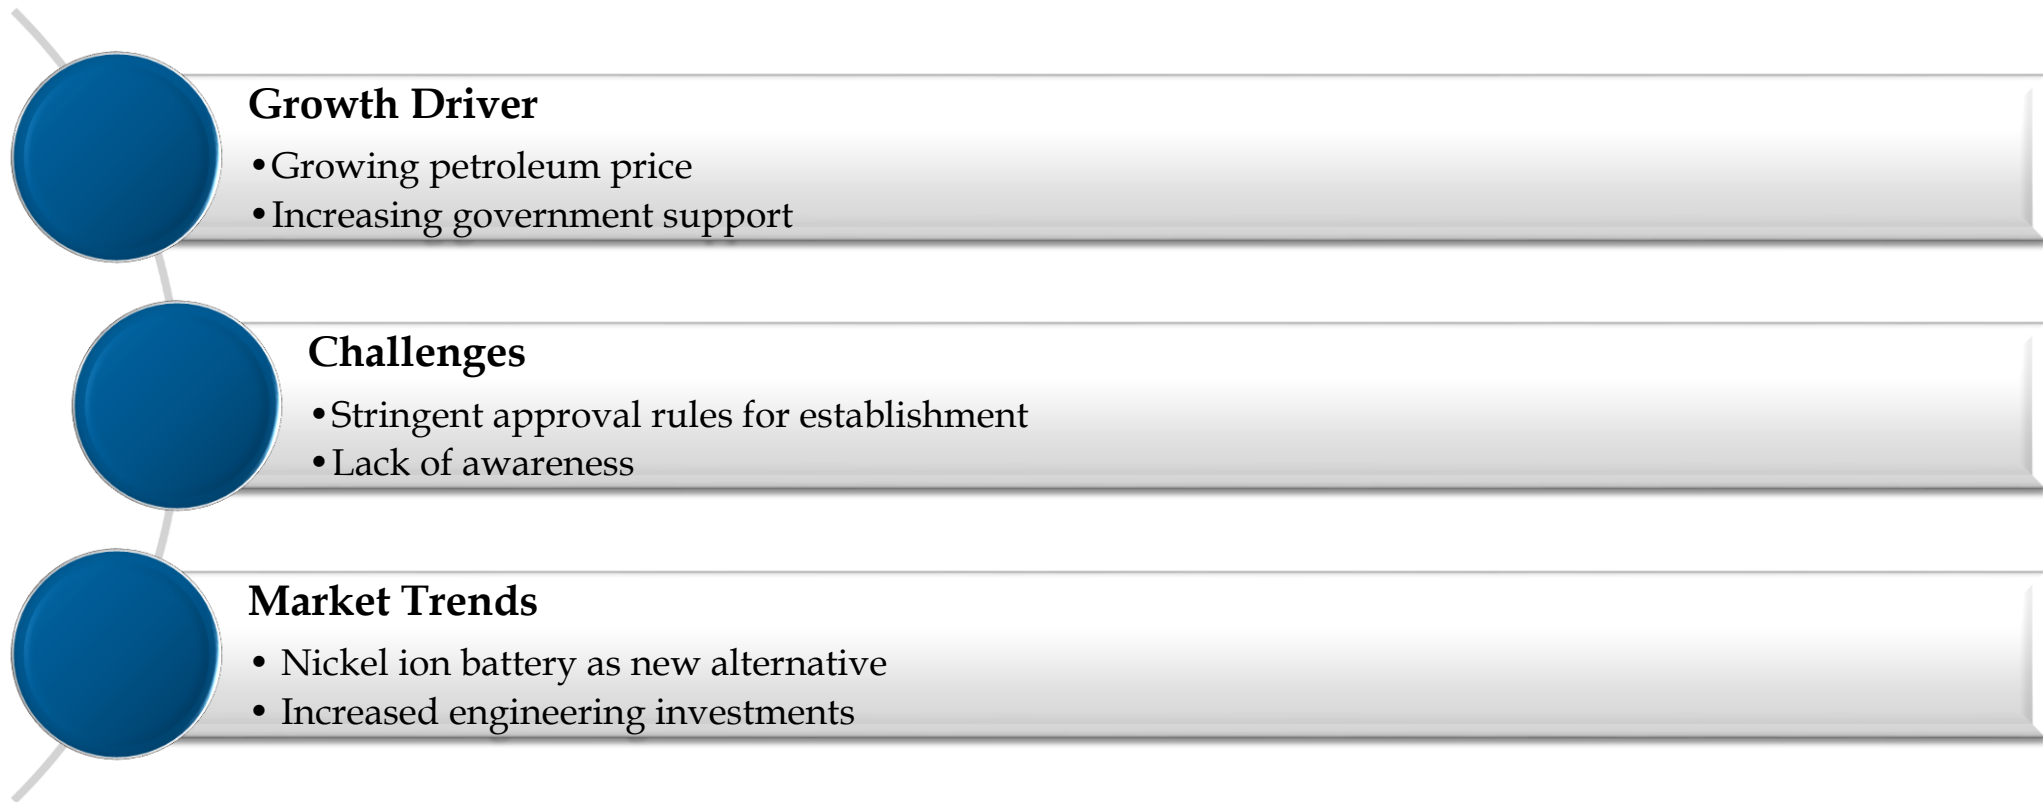 Growth Driver
•Growing petroleum price
•Increasing government support
Challenges
•Stringent approval rules for establishment
•Lack of awareness
Market Trends
• Nickel ion battery as new alternative
• Increased engineering investments